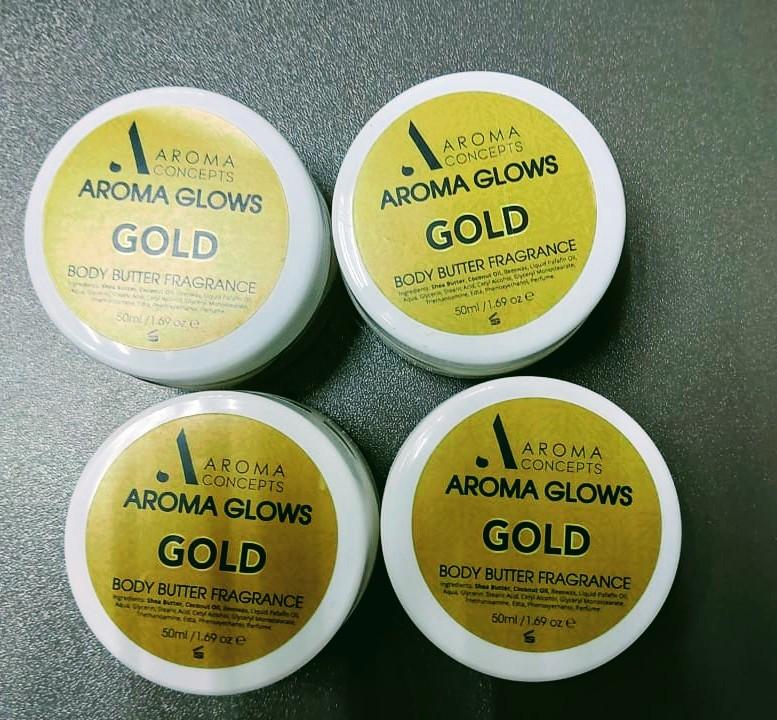 AROMA
CONCEPTS
AROMA GLOWS
GOLD
BODY BUTTER FRAGRANCE
Ingredients: Shea Butter, Coconut Oil, Beeswax, Liquid Pafafin Oil,
Aqua, Glycerin, Stearic Acid, Cetyl Alcohol, Glyceryl Monostearate,
Triethanolamine, Edta, Phenoxyethanol, Perfume.
50ml / 1.69 oz ℮
AROMA
CONCEPTS
AROMA GLOWS
GOLD
BODY BUTTER FRAGRANCE
Ingredients: Shea Butter, Coconut Oil, Beeswax, Liquid Pafafin Oil,
Aqua, Glycerin, Stearic Acid, Cetyl Alcohol, Glyceryl Monostearate,
Triethanolamine, Edta, Phenoxyethanol, Perfume.
50ml / 1.69 oz ℮
AROMA
CONCEPTS
AROMA GLOWS
GOLD
BODY BUTTER FRAGRANCE
Ingredients: Shea Butter, Coconut Oil, Beeswax, Liquid Pafafin Oil,
Aqua, Glycerin, Stearic Acid, Cetyl Alcohol, Glyceryl Monostearate,
Triethanolamine, Edta, Phenoxyethanol, Perfume.
50ml / 1.69 oz ℮
AROMA
CONCEPTS
AROMA GLOWS
GOLD
BODY BUTTER FRAGRANCE
Ingredients: Shea Butter, Coconut Oil, Beeswax, Liquid Pafafin Oil,
Aqua, Glycerin, Stearic Acid, Cetyl Alcohol, Glyceryl Monostearate,
Triethanolamine, Edta, Phenoxyethanol, Perfume.
50ml / 1.69 oz ℮